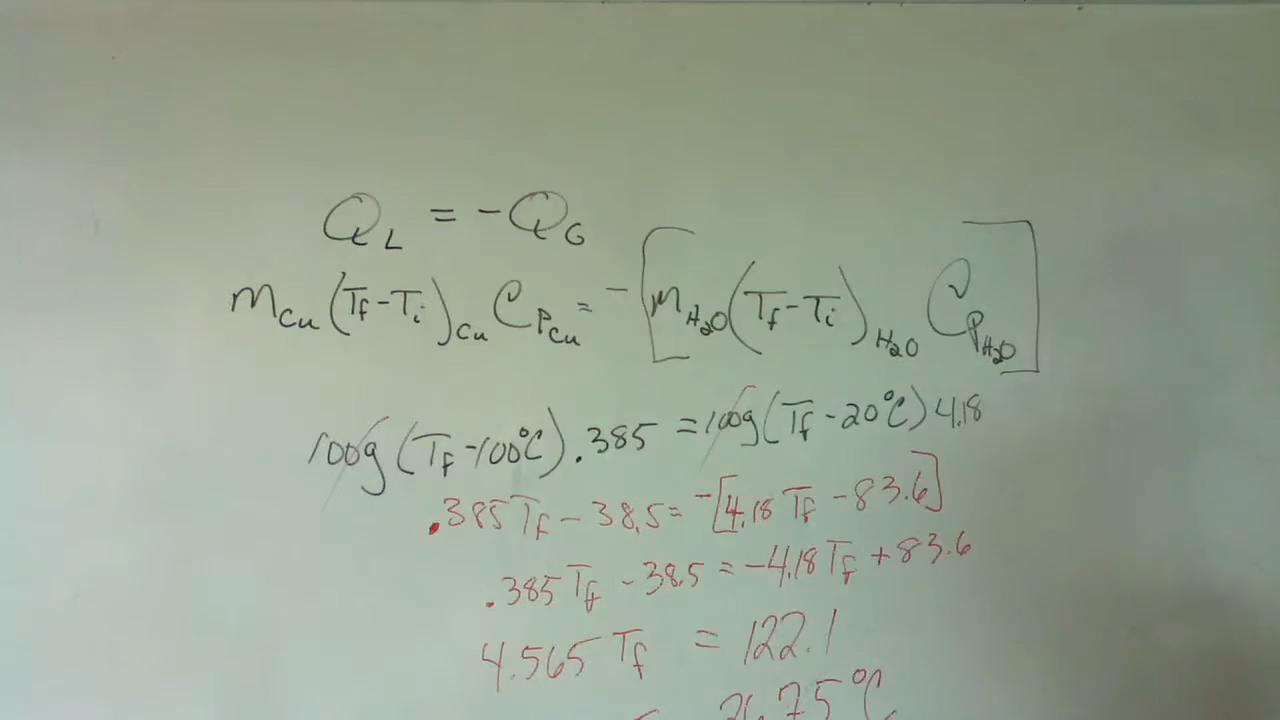 Q_L = -Q_G
m_Cu (T_f - T_i)_Cu C_P_Cu = -[m_H2O (T_f - T_i)_H2O C_P_H2O]
100g (T_f - 100°C) .385 = 100g (T_f - 20°C) 4.18
.385 T_f - 38.5 = -[4.18 T_f - 83.6]
.385 T_f - 38.5 = -4.18 T_f + 83.6
4.565 T_f = 122.1
26.75°C